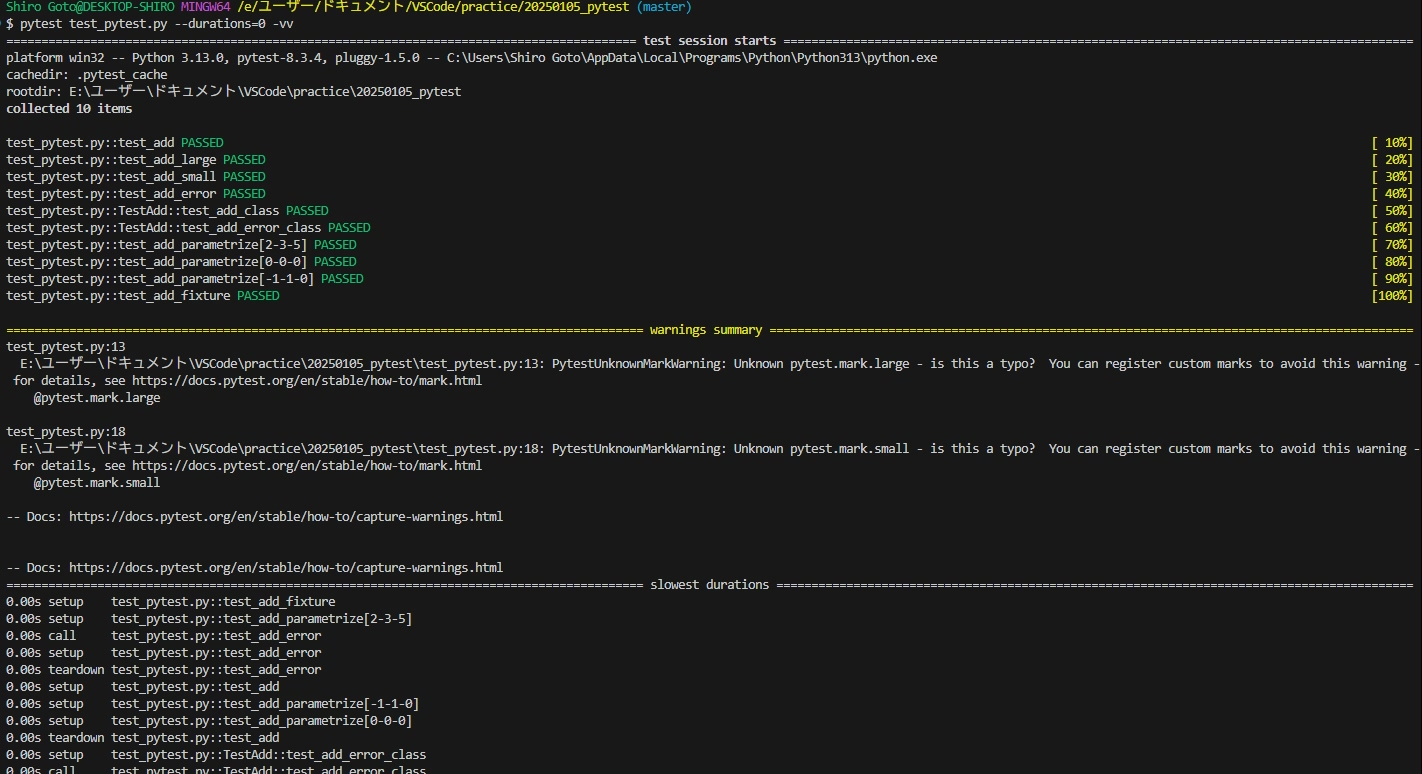 Shiro Goto@DESKTOP-SHIRO MINGW64 /e/ユーザー/ドキュメント/VSCode/practice/20250105_pytest (master)
$ pytest test_pytest.py --durations=0 -vv
========================================================================================== test session starts ==========================================================================================
platform win32 -- Python 3.13.0, pytest-8.3.4, pluggy-1.5.0 -- C:\Users\Shiro Goto\AppData\Local\Programs\Python\Python313\python.exe
cachedir: .pytest_cache
rootdir: E:\ユーザー\ドキュメント\VSCode\practice\20250105_pytest
collected 10 items
test_pytest.py::test_add PASSED [ 10%]
test_pytest.py::test_add_large PASSED [ 20%]
test_pytest.py::test_add_small PASSED [ 30%]
test_pytest.py::test_add_error PASSED [ 40%]
test_pytest.py::TestAdd::test_add_class PASSED [ 50%]
test_pytest.py::TestAdd::test_add_error_class PASSED [ 60%]
test_pytest.py::test_add_parametrize[2-3-5] PASSED [ 70%]
test_pytest.py::test_add_parametrize[0-0-0] PASSED [ 80%]
test_pytest.py::test_add_parametrize[-1-1-0] PASSED [ 90%]
test_pytest.py::test_add_fixture PASSED [100%]
=========================================================================================== warnings summary ============================================================================================
test_pytest.py:13
E:\ユーザー\ドキュメント\VSCode\practice\20250105_pytest\test_pytest.py:13: PytestUnknownMarkWarning: Unknown pytest.mark.large - is this a typo?  You can register custom marks to avoid this warning -
for details, see https://docs.pytest.org/en/stable/how-to/mark.html
@pytest.mark.large
test_pytest.py:18
E:\ユーザー\ドキュメント\VSCode\practice\20250105_pytest\test_pytest.py:18: PytestUnknownMarkWarning: Unknown pytest.mark.small - is this a typo?  You can register custom marks to avoid this warning -
for details, see https://docs.pytest.org/en/stable/how-to/mark.html
@pytest.mark.small
-- Docs: https://docs.pytest.org/en/stable/how-to/capture-warnings.html
-- Docs: https://docs.pytest.org/en/stable/how-to/capture-warnings.html
=========================================================================================== slowest durations ===========================================================================================
0.00s setup    test_pytest.py::test_add_fixture
0.00s setup    test_pytest.py::test_add_parametrize[2-3-5]
0.00s call     test_pytest.py::test_add_error
0.00s setup    test_pytest.py::test_add_error
0.00s teardown test_pytest.py::test_add_error
0.00s setup    test_pytest.py::test_add
0.00s setup    test_pytest.py::test_add_parametrize[-1-1-0]
0.00s setup    test_pytest.py::test_add_parametrize[0-0-0]
0.00s teardown test_pytest.py::test_add
0.00s setup    test_pytest.py::TestAdd::test_add_error_class
0.00s call     test_pytest.py::TestAdd::test_add_error_class